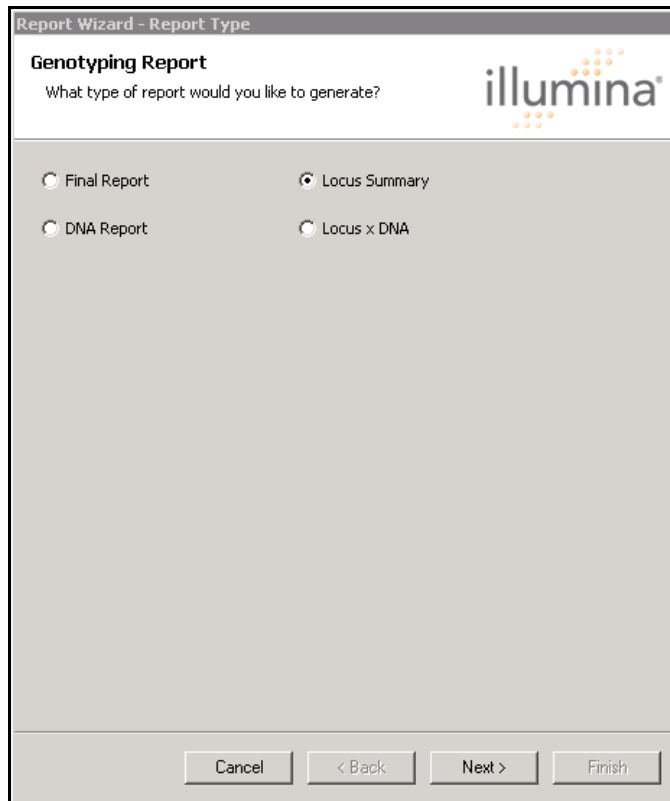 Report Wizard - Report Type
Genotyping Report
What type of report would you like to generate?
illumina®
Final Report
Locus Summary
DNA Report
Locus x DNA
Cancel
< Back
Next >
Finish